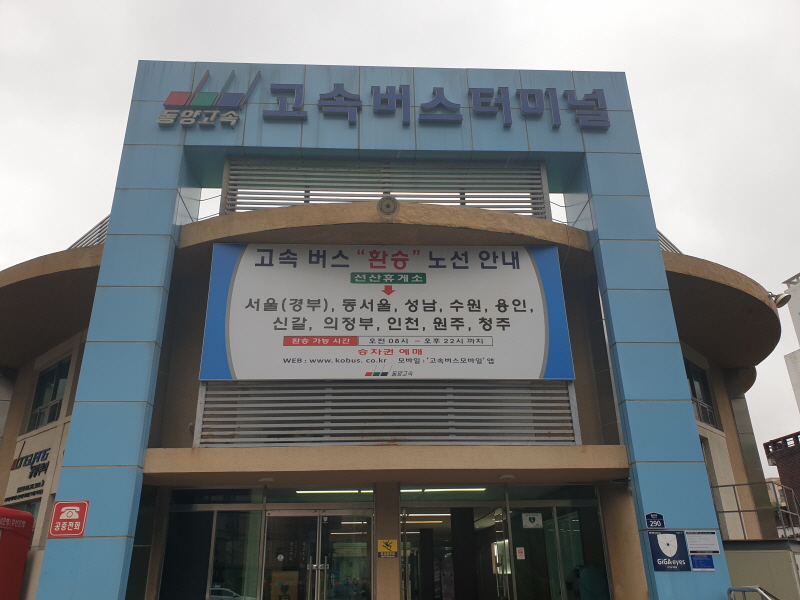 동양고속 고속버스터미널
고속 버스 "환승" 노선 안내
선산휴게소
서울(경부), 동서울, 성남, 수원, 용인,
신갈, 의정부, 인천, 원주, 청주
환승 가능 시간 오전 08시 - 오후 22시 까지
승차권 예매
WEB : www.kobus.co.kr 모바일 : '고속버스모바일' 앱
동양고속
공중전화
290
GiGAeyes